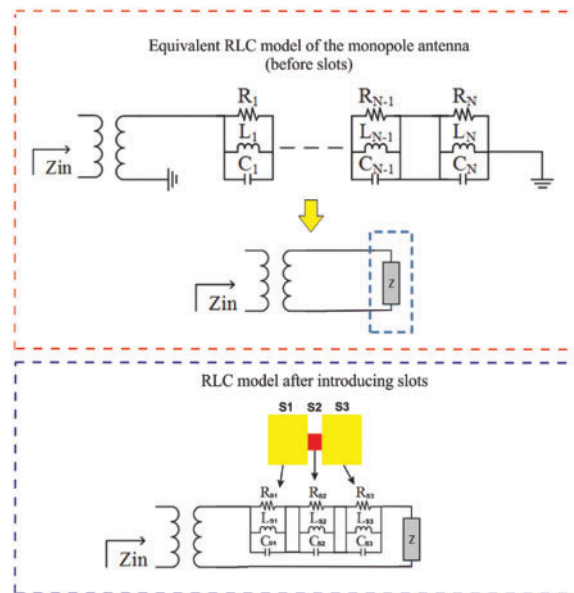 Equivalent RLC model of the monopole antenna
(before slots)
R1 RN-1 RN
L1 LN-1 LN
C1 CN-1 CN
Zin
Z
Zin
RLC model after introducing slots
S1 S2 S3
RS1 RS2 RS3
LS1 LS2 LS3
CS1 CS2 CS3
Z
Zin